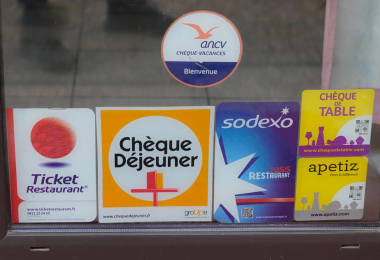 ancv
CHÈQUE-VACANCES
Bienvenue
Ticket
Restaurant
www.ticketrestaurant.fr
Chèque
Déjeuner
www.chequedejeuner.fr
groupe
sodexo
RESTAURANT
CHÈQUE
DE
TABLE
www.chequedetable.com
apetiz
www.apetiz.com